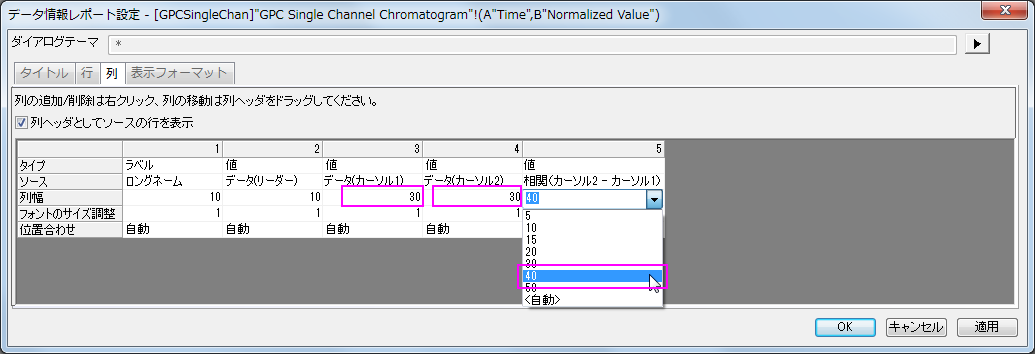 データ情報レポート設定 - [GPCSingleChan]"GPC Single Channel Chromatogram"!(A"Time",B"Normalized Value")
ダイアログテーマ *
タイトル 行 列 表示フォーマット
列の追加/削除は右クリック、列の移動は列ヘッダをドラッグしてください。
列ヘッダとしてソースの行を表示
1 2 3 4 5
タイプ ラベル 値 値 値 値
ソース ロングネーム データ(リーダー) データ(カーソル1) データ(カーソル2) 相関(カーソル2 - カーソル1)
列幅 10 10 30 30 40
フォントのサイズ調整 1 1 1 1
位置合わせ 自動 自動 自動 自動
5
10
15
20
30
40
50
<自動>
OK キャンセル 適用